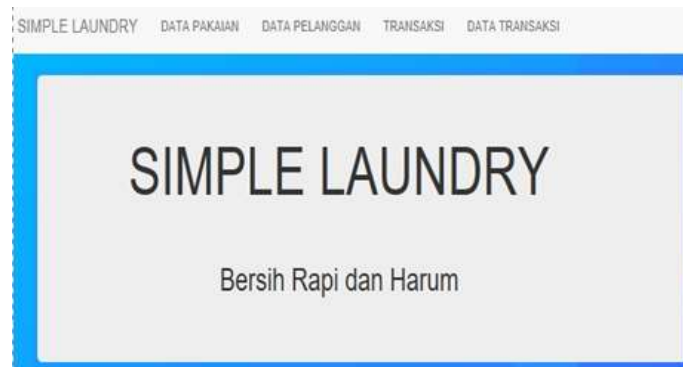 SIMPLE LAUNDRY DATA PAKAIAN DATA PELANGGAN TRANSAKSI DATA TRANSAKSI
SIMPLE LAUNDRY
Bersih Rapi dan Harum